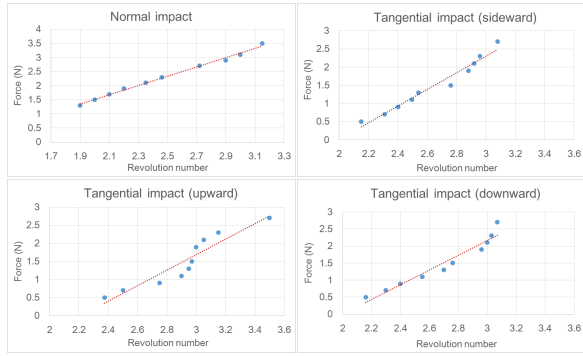 Normal impact
4
3.5
3
2.5
2
1.5
1
0.5
0
Force (N)
1.7 1.9 2.1 2.3 2.5 2.7 2.9 3.1 3.3
Revolution number
Tangential impact (sideward)
3
2.5
2
1.5
1
0.5
0
Force (N)
2 2.2 2.4 2.6 2.8 3 3.2 3.4 3.6
Revolution number
Tangential impact (upward)
3
2.5
2
1.5
1
0.5
0
Force (N)
2 2.2 2.4 2.6 2.8 3 3.2 3.4 3.6
Revolution number
Tangential impact (downward)
3
2.5
2
1.5
1
0.5
0
Force (N)
2 2.2 2.4 2.6 2.8 3 3.2 3.4 3.6
Revolution number